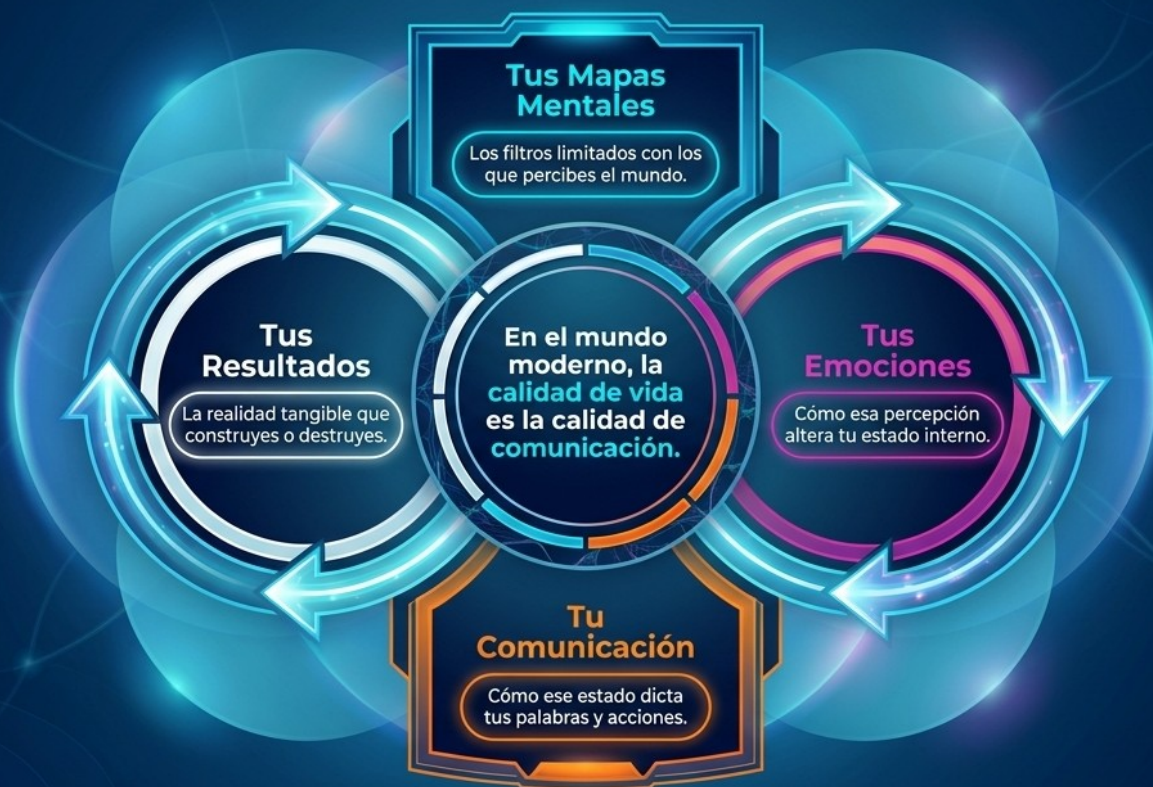 Tus Mapas
Mentales
Los filtros limitados con los
que percibes el mundo.
Tus
Resultados
La realidad tangible que
construyes o destruyes.
En el mundo
moderno, la
calidad de vida
es la calidad de
comunicación.
Tus
Emociones
Cómo esa percepción
altera tu estado interno.
Tu
Comunicación
Cómo ese estado dicta
tus palabras y acciones.